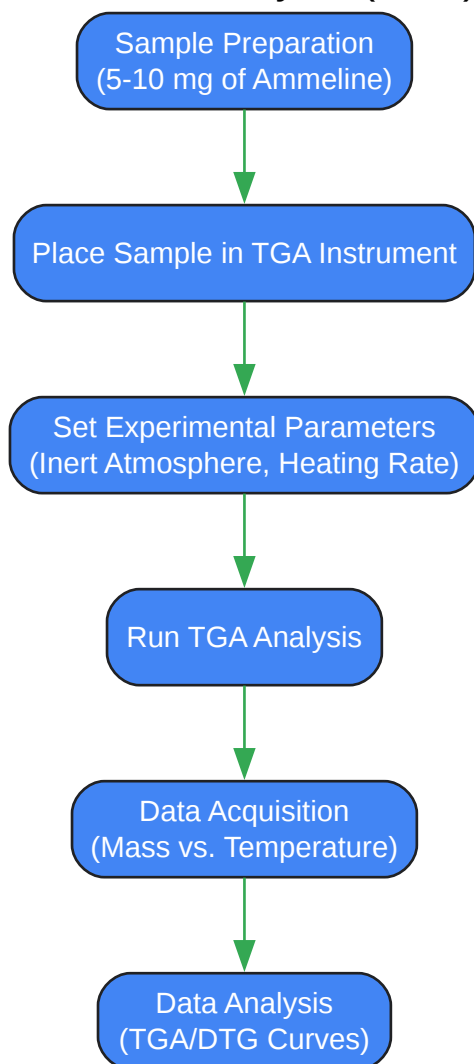 Sample Preparation
(5-10 mg of Ammeline)
Place Sample in TGA Instrument
Set Experimental Parameters
(Inert Atmosphere, Heating Rate)
Run TGA Analysis
Data Acquisition
(Mass vs. Temperature)
Data Analysis
(TGA/DTG Curves)